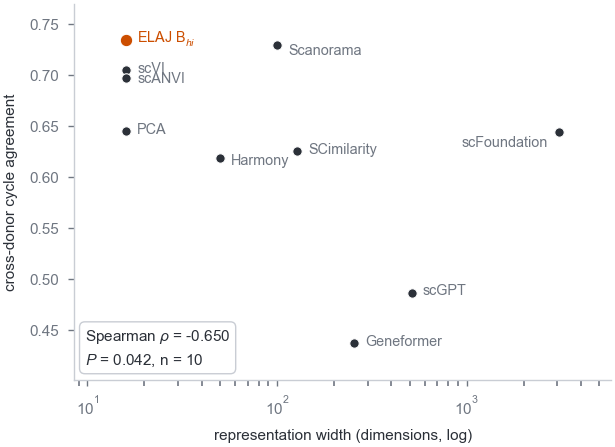 0.75
0.70
0.65
0.60
0.55
0.50
0.45
cross-donor cycle agreement
ELAJ B_hi
Scanorama
scVI
scANVI
PCA
Harmony
SCimilarity
scFoundation
scGPT
Geneformer
Spearman ρ = -0.650
P = 0.042, n = 10
10^1
10^2
10^3
representation width (dimensions, log)